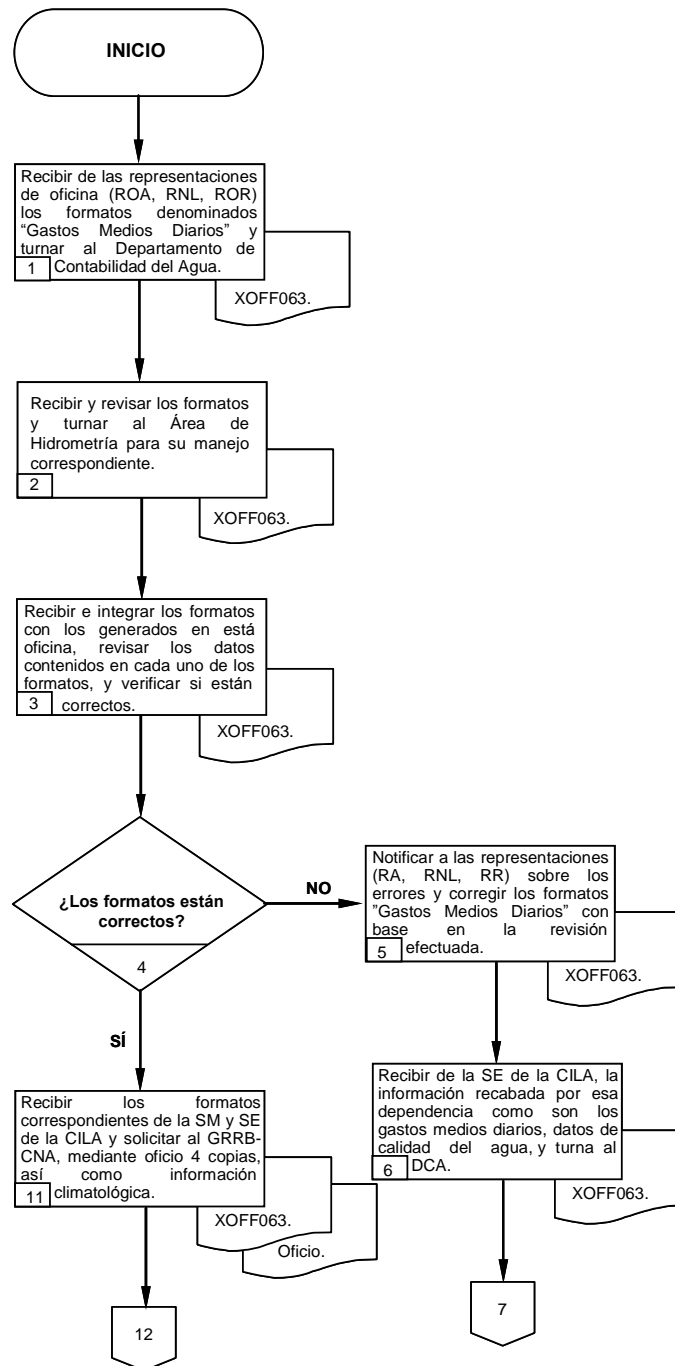 INICIO
Recibir de las representaciones
de oficina (ROA, RNL, ROR)
los formatos denominados
“Gastos Medios Diarios” y
turnar al Departamento de
1 Contabilidad del Agua.
XOFF063.
Recibir y revisar los formatos
y turnar al Área de
Hidrometría para su manejo
correspondiente.
2
XOFF063.
Recibir e integrar los formatos
con los generados en está
oficina, revisar los datos
contenidos en cada uno de los
formatos, y verificar si están
3 correctos.
XOFF063.
¿Los formatos están
correctos?
4
NO
Notificar a las representaciones
(RA, RNL, RR) sobre los
errores y corregir los formatos
”Gastos Medios Diarios” con
base en la revisión
5 efectuada.
XOFF063.
SÍ
Recibir los formatos
correspondientes de la SM y SE
de la CILA y solicitar al GRRB-
CNA, mediante oficio 4 copias,
así como información
11 climatológica.
XOFF063.
Oficio.
Recibir de la SE de la CILA, la
información recabada por esa
dependencia como son los
gastos medios diarios, datos de
calidad del agua, y turna al
6 DCA.
XOFF063.
12
7